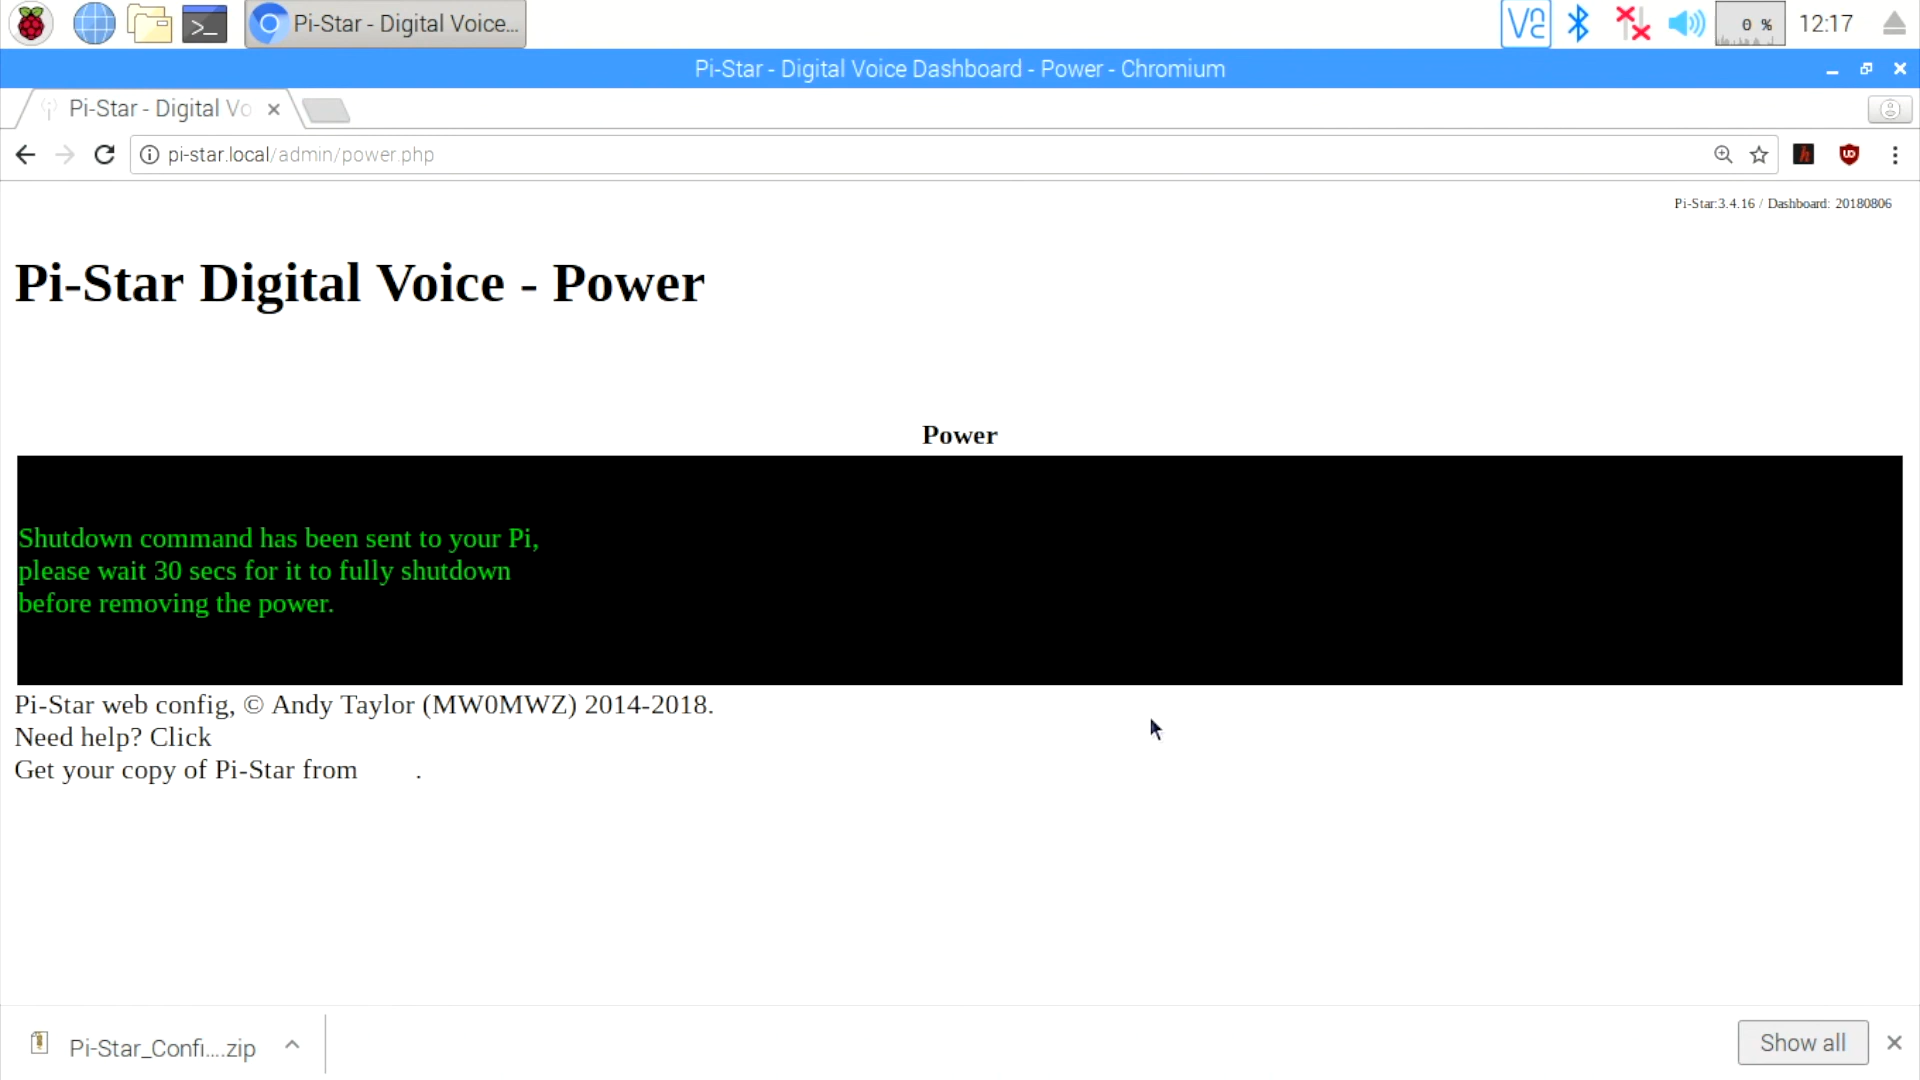 Pi-Star - Digital Voice...
0 %
12:17
Pi-Star - Digital Voice Dashboard - Power - Chromium
Pi-Star - Digital Vo
pi-star.local/admin/power.php
Pi-Star:3.4.16 / Dashboard: 20180806
Pi-Star Digital Voice - Power
Power
Shutdown command has been sent to your Pi,
please wait 30 secs for it to fully shutdown
before removing the power.
Pi-Star web config, © Andy Taylor (MW0MWZ) 2014-2018.
Need help? Click
Get your copy of Pi-Star from .
Pi-Star_Confi....zip
Show all